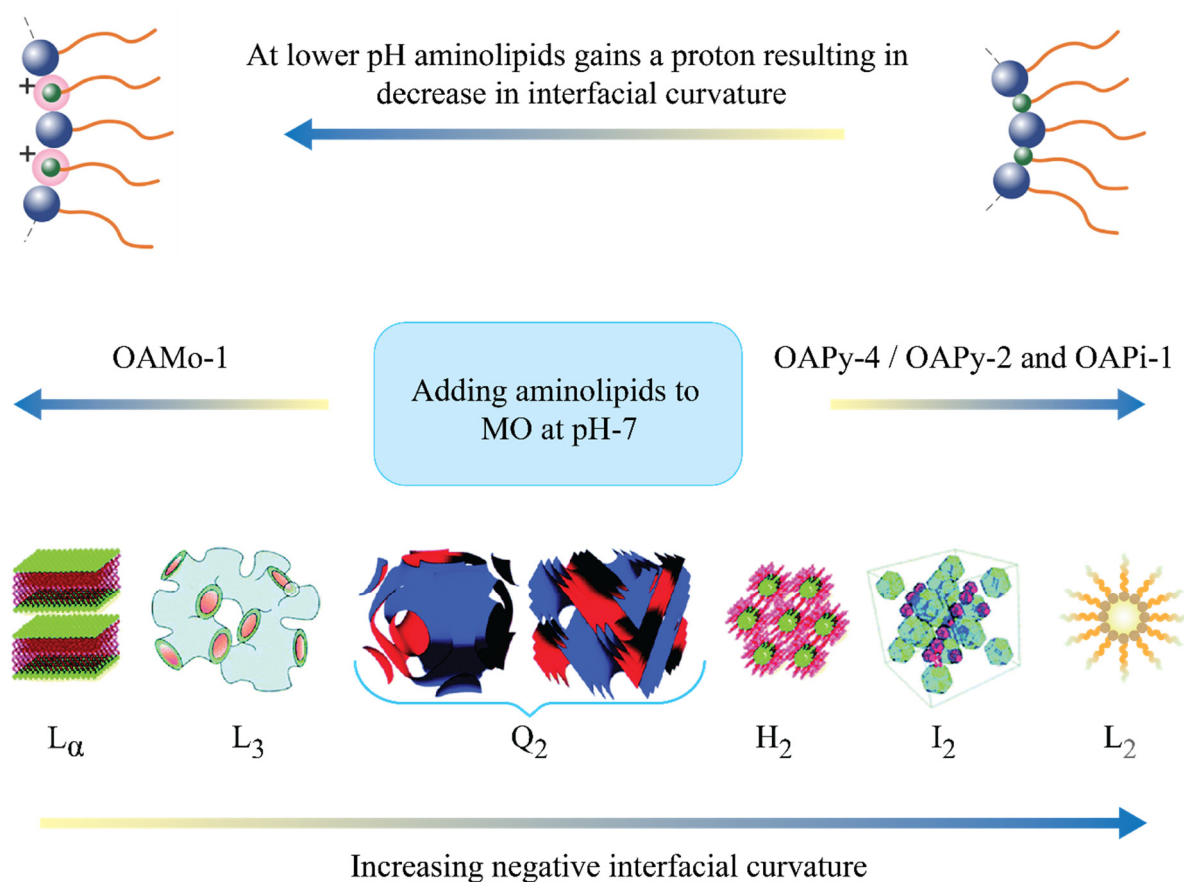 At lower pH aminolipids gains a proton resulting in
decrease in interfacial curvature
+
+
OAMo-1
Adding aminolipids to
MO at pH-7
OAPy-4 / OAPy-2 and OAPi-1
Lα
L3
Q2
H2
I2
L2
Increasing negative interfacial curvature